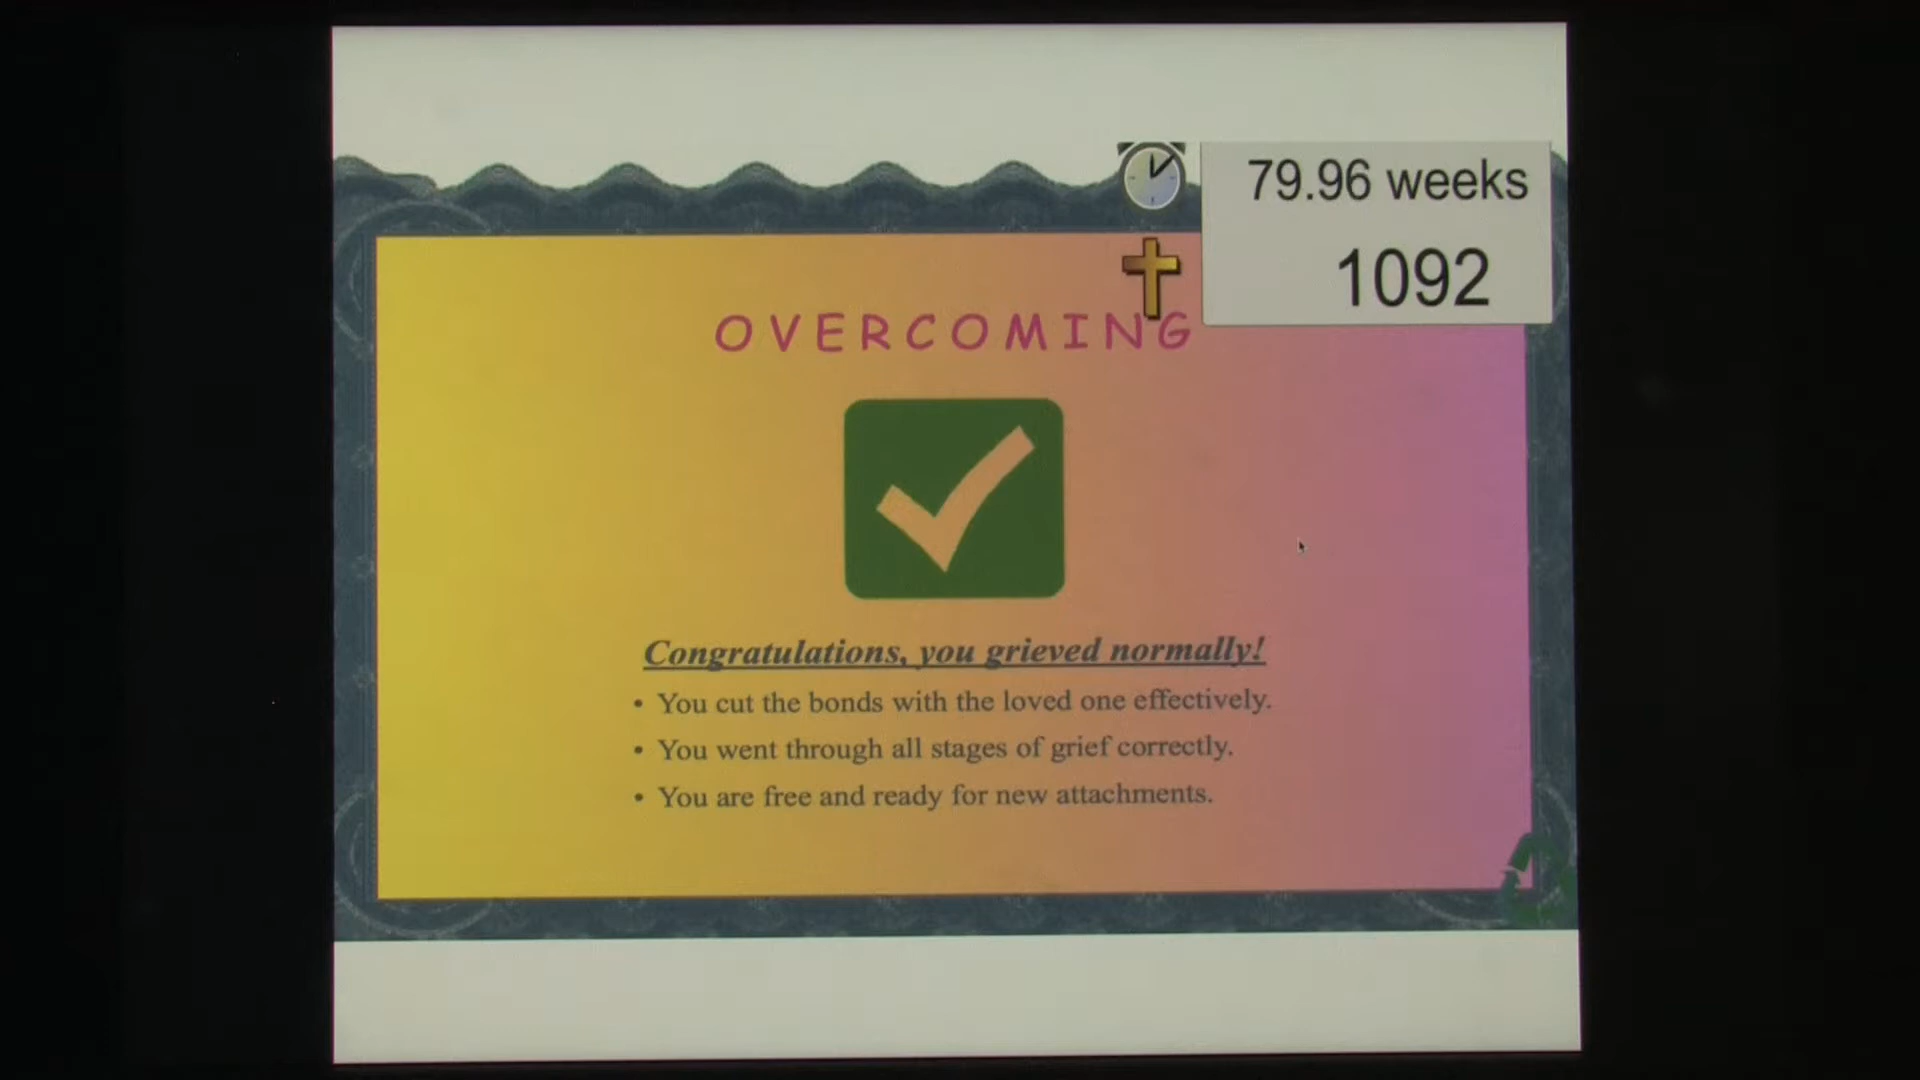 79.96 weeks
1092
OVERCOMING
Congratulations, you grieved normally!
• You cut the bonds with the loved one effectively.
• You went through all stages of grief correctly.
• You are free and ready for new attachments.